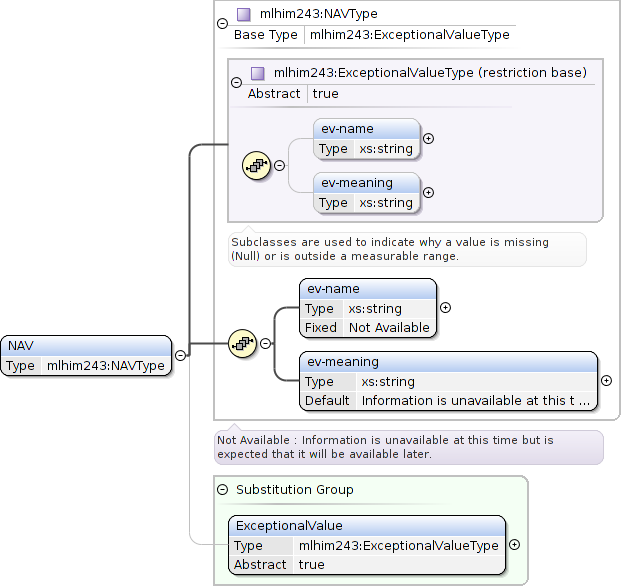 mlhim243:NAVType
Base Type mlhim243:ExceptionalValueType
mlhim243:ExceptionalValueType (restriction base)
Abstract true
ev-name
Type xs:string
ev-meaning
Type xs:string
Subclasses are used to indicate why a value is missing
(Null) or is outside a measurable range.
ev-name
Type xs:string
Fixed Not Available
NAV
Type mlhim243:NAVType
ev-meaning
Type xs:string
Default Information is unavailable at this t ...
Not Available : Information is unavailable at this time but is
expected that it will be available later.
Substitution Group
ExceptionalValue
Type mlhim243:ExceptionalValueType
Abstract true